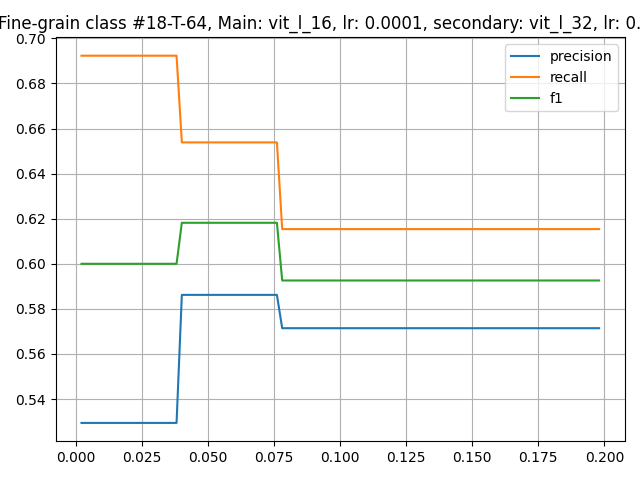 Fine-grain class #18-T-64, Main: vit_l_16, lr: 0.0001, secondary: vit_l_32, lr: 0.
0.70
0.68
0.66
0.64
0.62
0.60
0.58
0.56
0.54
precision
recall
f1
0.000 0.025 0.050 0.075 0.100 0.125 0.150 0.175 0.200